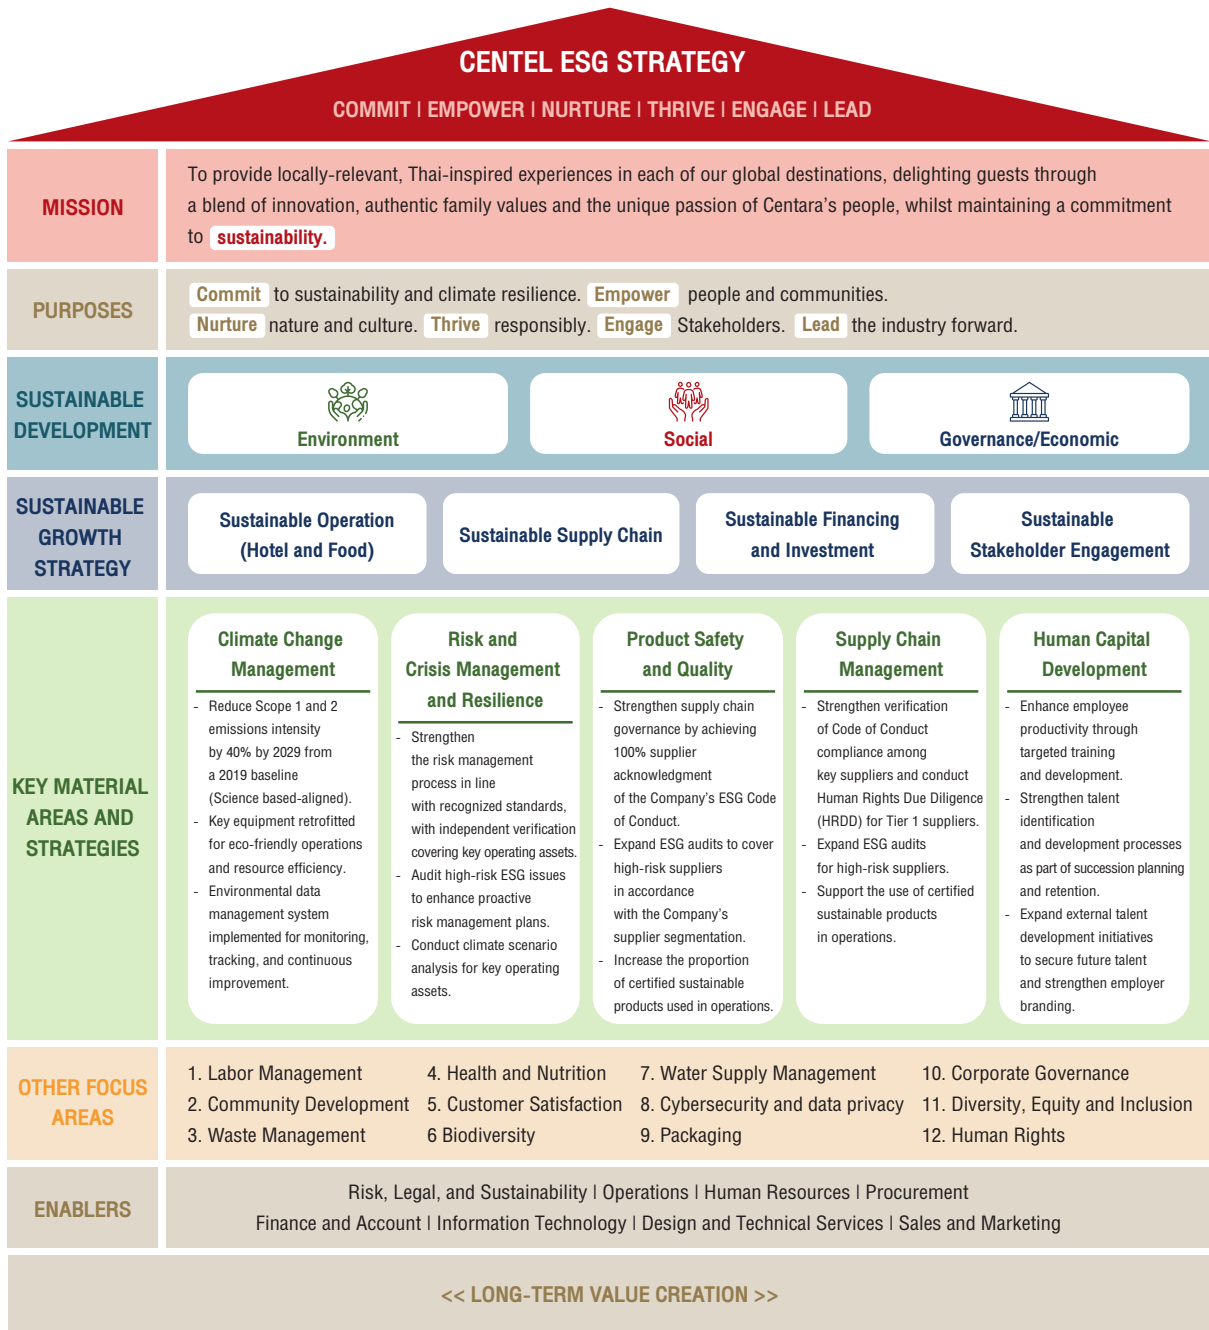 CENTEL ESG STRATEGY
COMMIT | EMPOWER | NURTURE | THRIVE | ENGAGE | LEAD
MISSION
To provide locally-relevant, Thai-inspired experiences in each of our global destinations, delighting guests through
a blend of innovation, authentic family values and the unique passion of Centara's people, whilst maintaining a commitment
to sustainability.
PURPOSES
Commit to sustainability and climate resilience. Empower people and communities.
Nurture nature and culture. Thrive responsibly. Engage Stakeholders. Lead the industry forward.
SUSTAINABLE
DEVELOPMENT
Environment
Social
Governance/Economic
SUSTAINABLE
GROWTH
STRATEGY
Sustainable Operation
(Hotel and Food)
Sustainable Supply Chain
Sustainable Financing
and Investment
Sustainable
Stakeholder Engagement
KEY MATERIAL
AREAS AND
STRATEGIES
Climate Change
Management
- Reduce Scope 1 and 2
emissions intensity
by 40% by 2029 from
a 2019 baseline
(Science based-aligned).
- Key equipment retrofitted
for eco-friendly operations
and resource efficiency.
- Environmental data
management system
implemented for monitoring,
tracking, and continuous
improvement.
Risk and
Crisis Management
and Resilience
- Strengthen
the risk management
process in line
with recognized standards,
with independent verification
covering key operating assets.
- Audit high-risk ESG issues
to enhance proactive
risk management plans.
- Conduct climate scenario
analysis for key operating
assets.
Product Safety
and Quality
- Strengthen supply chain
governance by achieving
100% supplier
acknowledgment
of the Company's ESG Code
of Conduct.
- Expand ESG audits to cover
high-risk suppliers
in accordance
with the Company's
supplier segmentation.
- Increase the proportion
of certified sustainable
products used in operations.
Supply Chain
Management
- Strengthen verification
of Code of Conduct
compliance among
key suppliers and conduct
Human Rights Due Diligence
(HRDD) for Tier 1 suppliers.
- Expand ESG audits
for high-risk suppliers.
- Support the use of certified
sustainable products
in operations.
Human Capital
Development
- Enhance employee
productivity through
targeted training
and development.
- Strengthen talent
identification
and development processes
as part of succession planning
and retention.
- Expand external talent
development initiatives
to secure future talent
and strengthen employer
branding.
OTHER FOCUS
AREAS
1. Labor Management
2. Community Development
3. Waste Management
4. Health and Nutrition
5. Customer Satisfaction
6 Biodiversity
7. Water Supply Management
8. Cybersecurity and data privacy
9. Packaging
10. Corporate Governance
11. Diversity, Equity and Inclusion
12. Human Rights
ENABLERS
Risk, Legal, and Sustainability | Operations | Human Resources | Procurement
Finance and Account | Information Technology | Design and Technical Services | Sales and Marketing
<< LONG-TERM VALUE CREATION >>